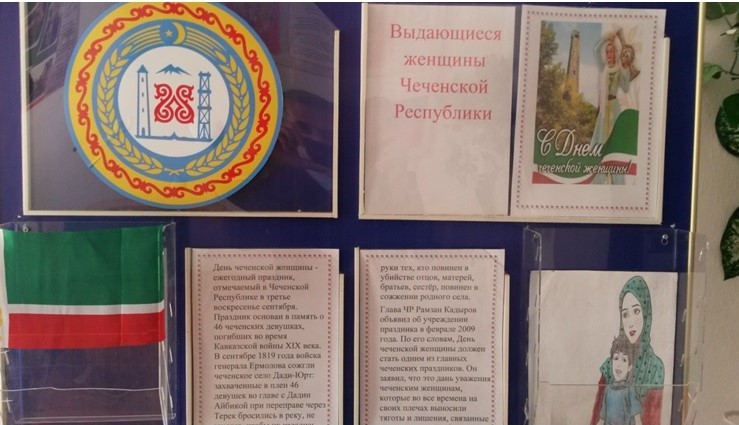 Выдающиеся
женщины
Чеченской
Республики
С Днем
чеченской женщины!
День чеченской женщины -
ежегодный праздник,
отмечаемый в Чеченской
Республике в третье
воскресенье сентября.
Праздник основан в память о
46 чеченских девушках,
погибших во время
Кавказской войны XIX века.
В сентябре 1819 года войска
генерала Ермолова сожгли
чеченское село Дади-Юрт:
захваченные в плен 46
девушек во главе с Дадин
Айбикой при переправе через
Терек бросились в реку, не
руки тех, кто повинен в
убийстве отцов, матерей,
братьев, сестёр, повинен в
сожжении родного села.
Глава ЧР Рамзан Кадыров
объявил об учреждении
праздника в феврале 2009
года. По его словам, День
чеченской женщины должен
стать одним из главных
чеченских праздников. Он
заявил, что это дань уважения
чеченским женщинам,
которые во все времена на
своих плечах выносили
тяготы и лишения, связанные